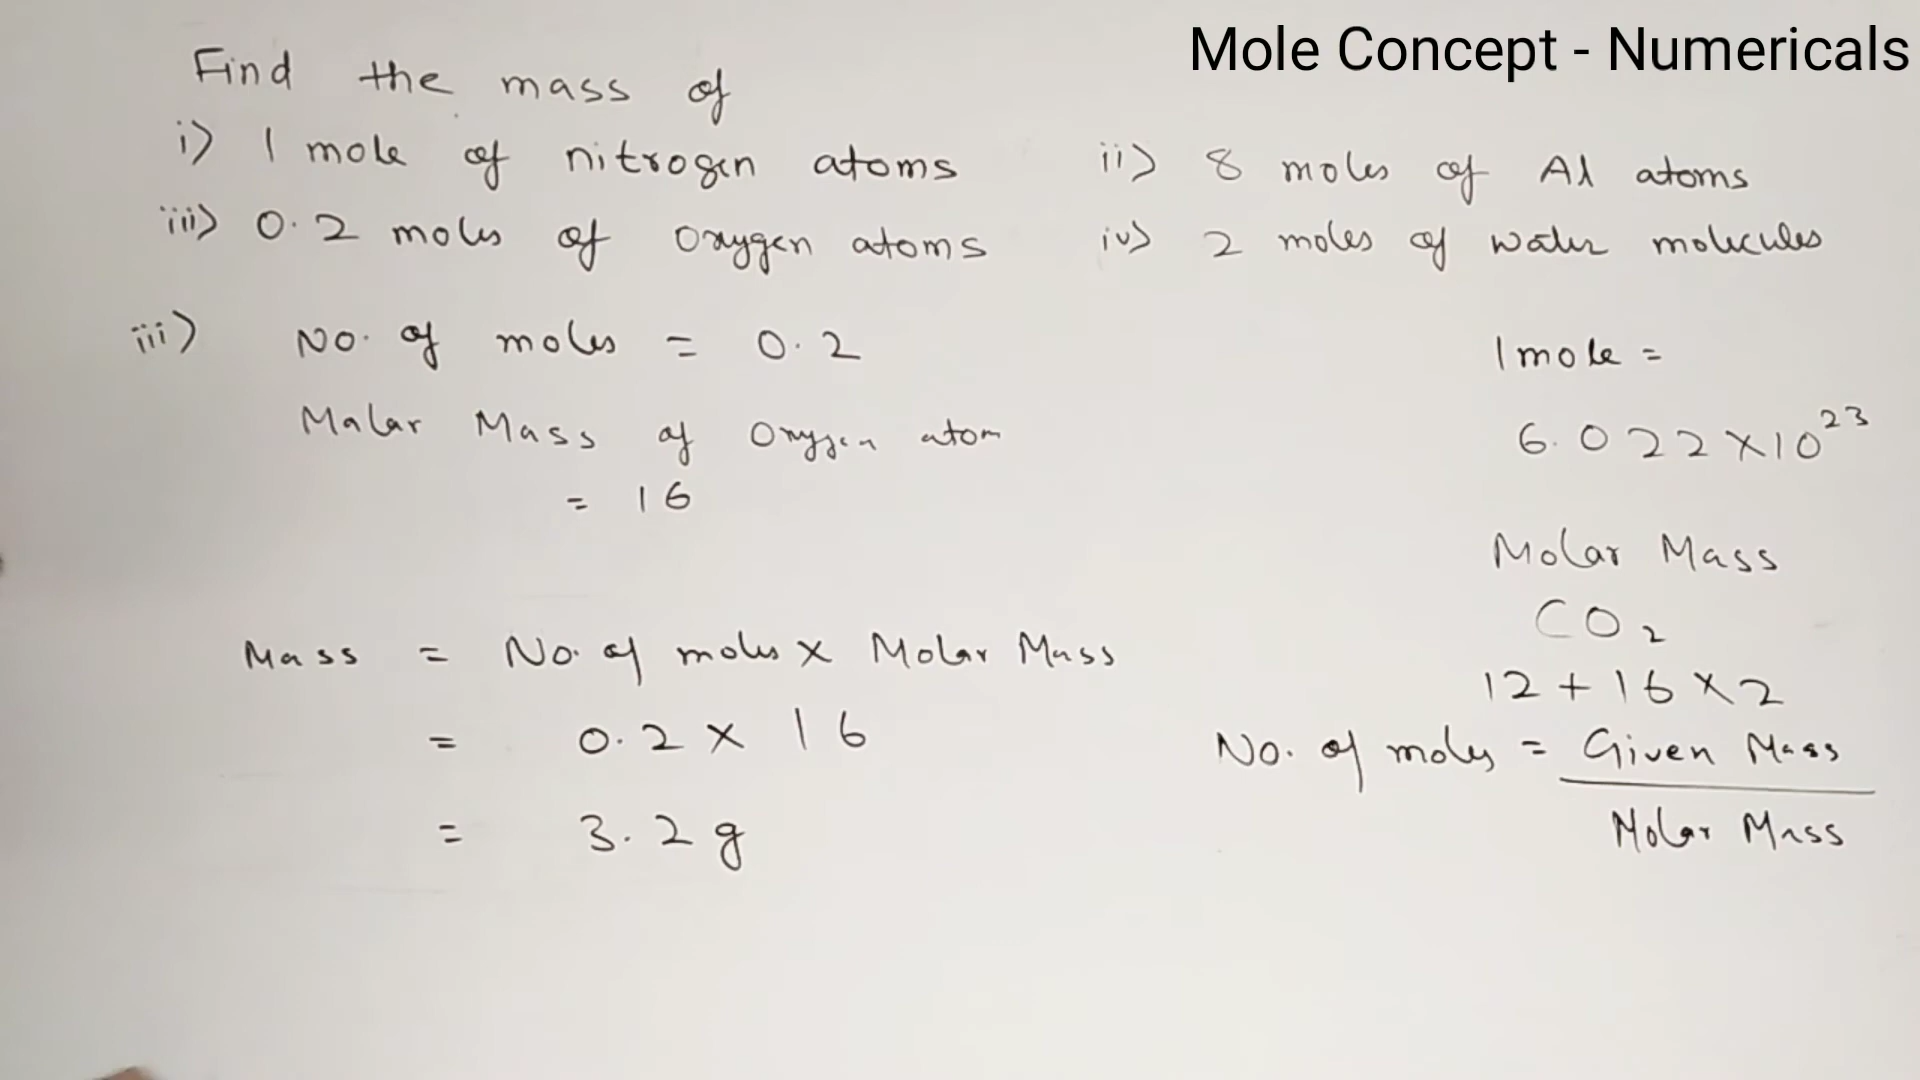 Mole Concept - Numericals
Find the mass of
i) 1 mole of nitrogen atoms
ii) 8 moles of Al atoms
iii) 0.2 moles of oxygen atoms
iv) 2 moles of water molecules
iii) No. of moles = 0.2
Malar Mass of Oxygen atom
= 16
Mass = No. of moles x Molar Mass
= 0.2 x 16
= 3.2 g
1 mole =
6.022 x 10²³
Molar Mass
CO₂
12 + 16 x 2
No. of moles = Given Mass
Molar Mass